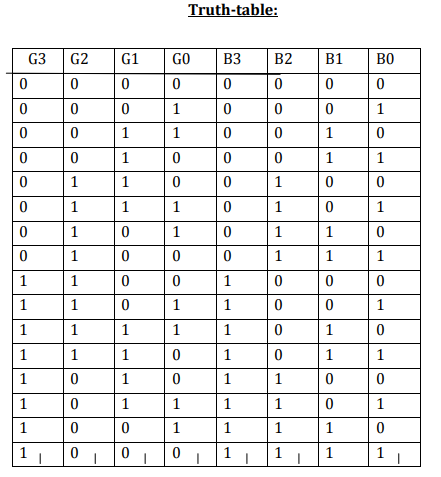 Truth-table:
G3 G2 G1 G0 B3 B2 B1 B0
0 0 0 0 0 0 0 0
0 0 0 1 0 0 0 1
0 0 1 1 0 0 1 0
0 0 1 0 0 0 1 1
0 1 1 0 0 1 0 0
0 1 1 1 0 1 0 1
0 1 0 1 0 1 1 0
0 1 0 0 0 1 1 1
1 1 0 0 1 0 0 0
1 1 0 1 1 0 0 1
1 1 1 1 1 0 1 0
1 1 1 0 1 0 1 1
1 0 1 0 1 1 0 0
1 0 1 1 1 1 0 1
1 0 0 1 1 1 1 0
1 0 0 0 1 1 1 1